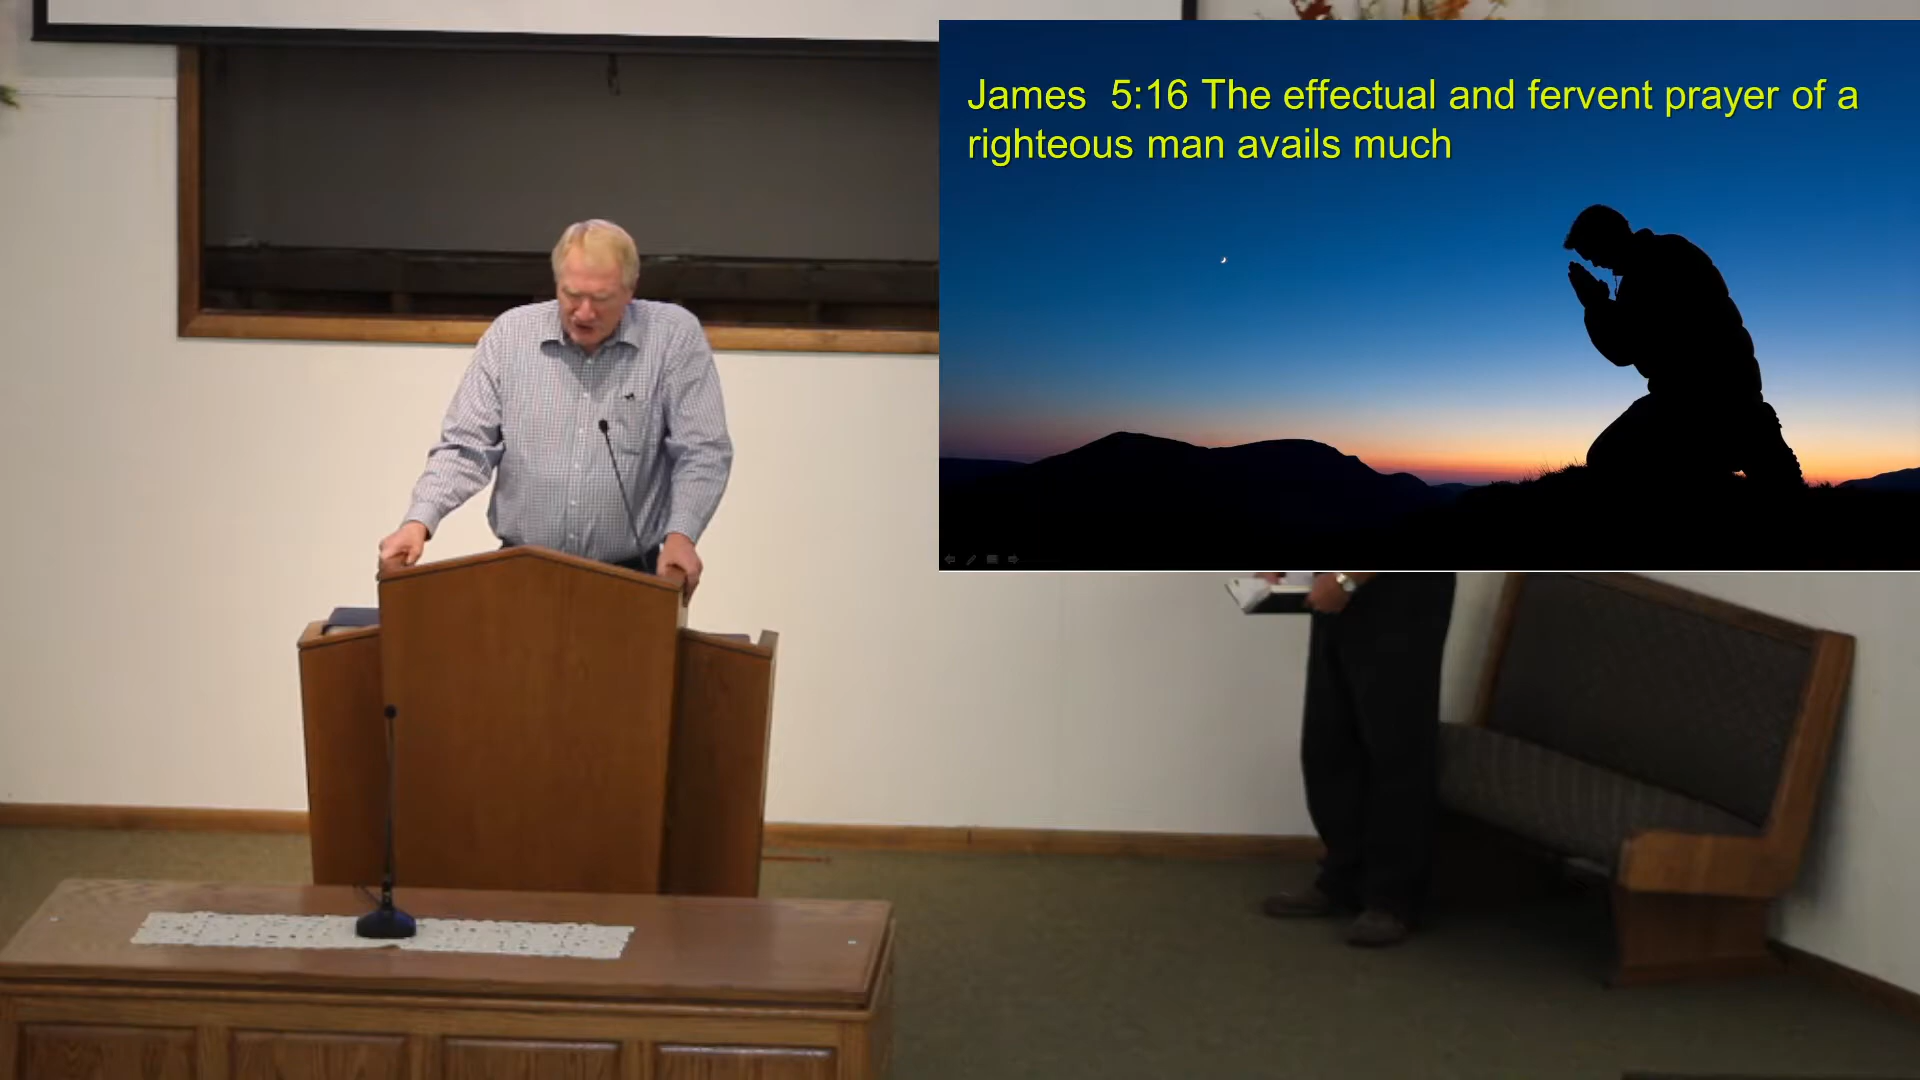 James  5:16 The effectual and fervent prayer of a
righteous man avails much